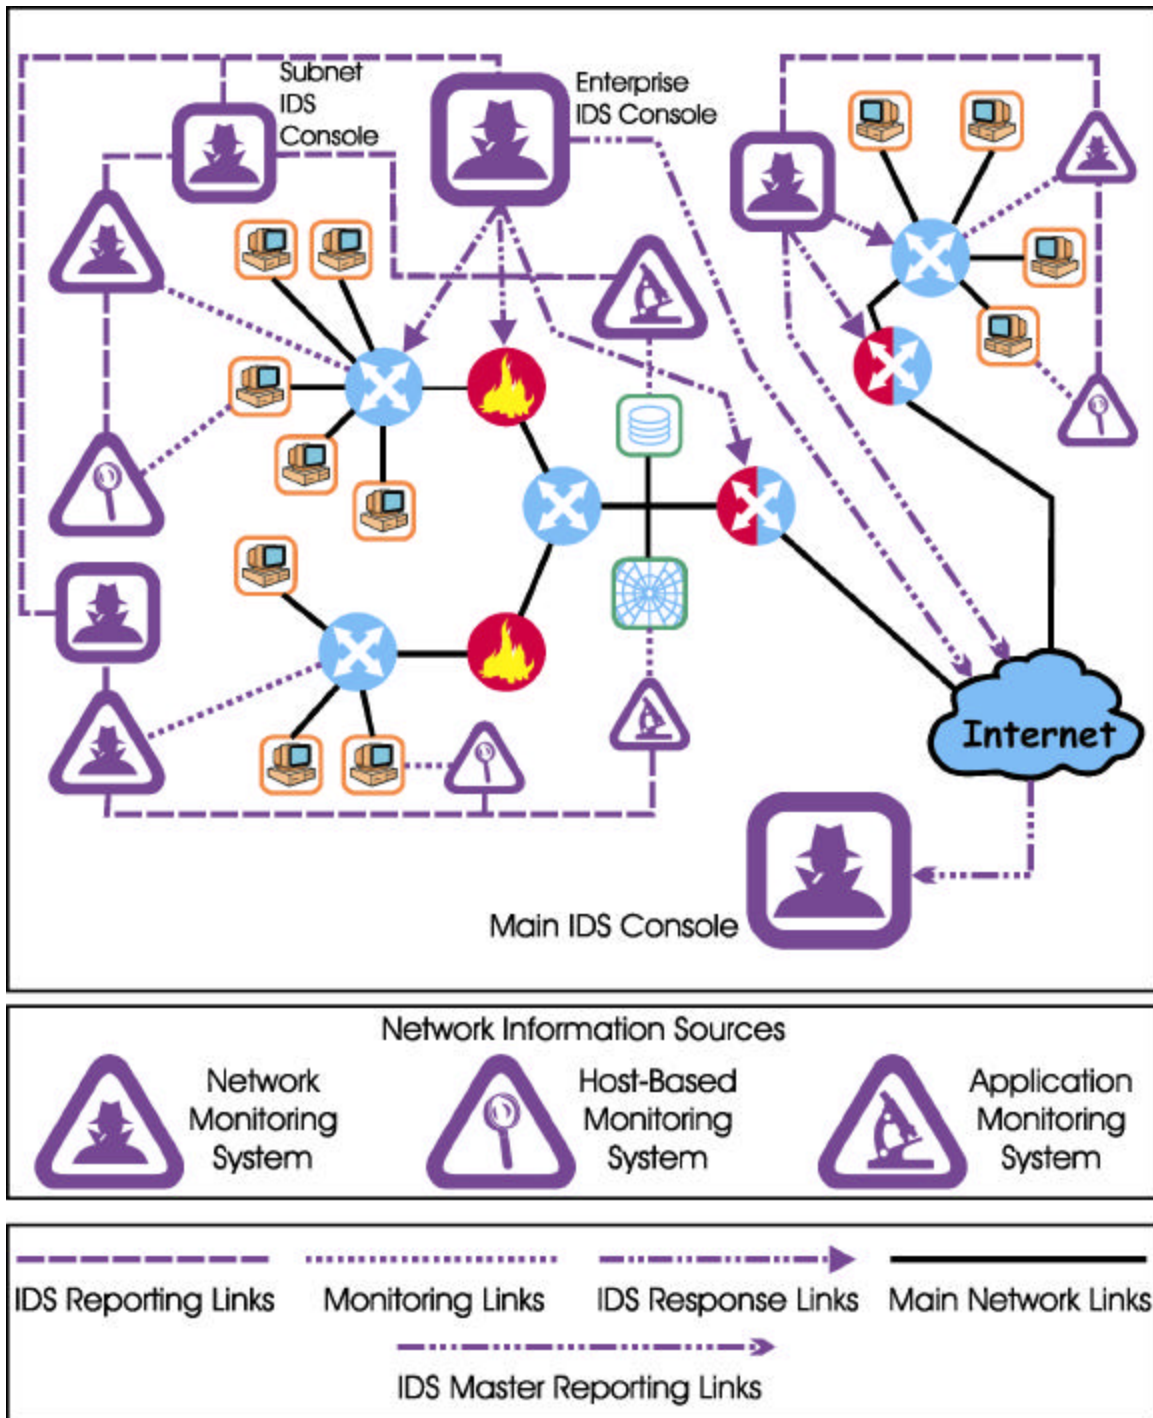 Subnet
IDS
Console
Enterprise
IDS Console
Internet
Main IDS Console
Network Information Sources
Network
Monitoring
System
Host-Based
Monitoring
System
Application
Monitoring
System
IDS Reporting Links
Monitoring Links
IDS Response Links
Main Network Links
IDS Master Reporting Links